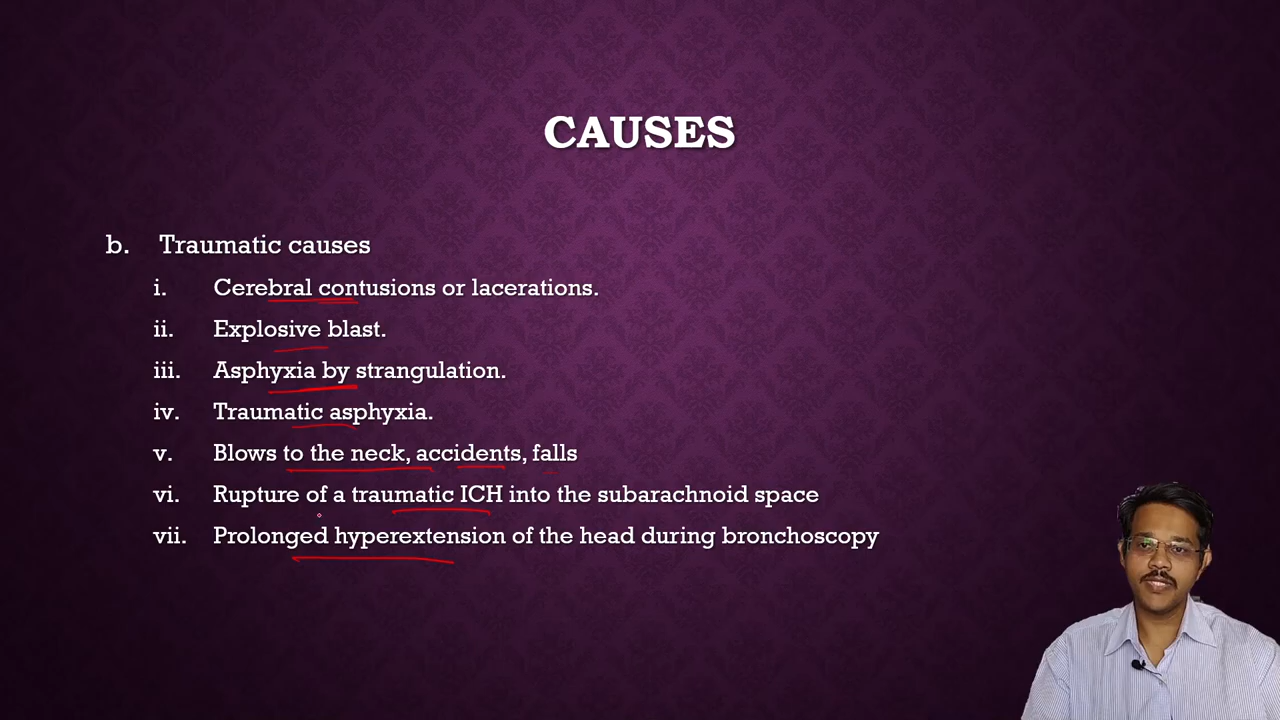 CAUSES
b. Traumatic causes
i. Cerebral contusions or lacerations.
ii. Explosive blast.
iii. Asphyxia by strangulation.
iv. Traumatic asphyxia.
v. Blows to the neck, accidents, falls
vi. Rupture of a traumatic ICH into the subarachnoid space
vii. Prolonged hyperextension of the head during bronchoscopy